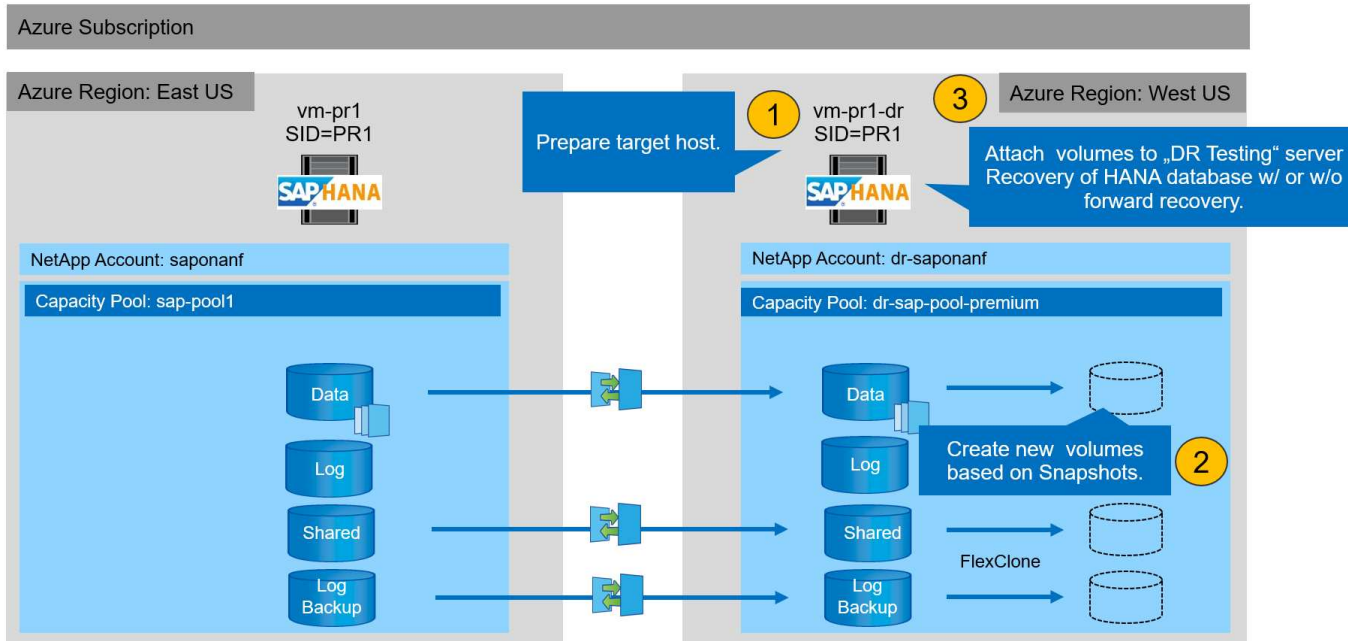 Azure Subscription
Azure Region: East US
vm-pr1
SID=PR1
SAP HANA
NetApp Account: saponanf
Capacity Pool: sap-pool1
Data
Log
Shared
Log
Backup
1
Prepare target host.
vm-pr1-dr
SID=PR1
SAP HANA
3
Azure Region: West US
Attach volumes to „DR Testing“ server
Recovery of HANA database w/ or w/o
forward recovery.
NetApp Account: dr-saponanf
Capacity Pool: dr-sap-pool-premium
Data
Log
Create new volumes
based on Snapshots.
2
Shared
FlexClone
Log
Backup